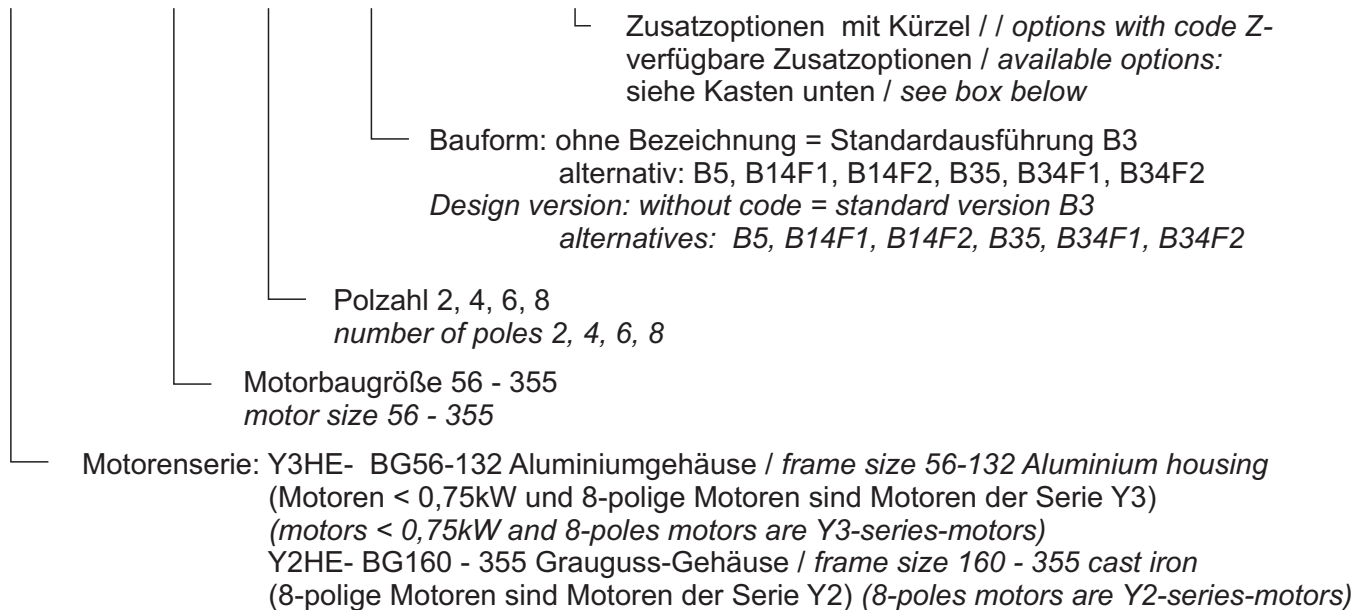 Zusatzoptionen mit Kürzel / / options with code Z-
verfügbare Zusatzoptionen / available options:
siehe Kasten unten / see box below
Bauform: ohne Bezeichnung = Standardausführung B3
alternativ: B5, B14F1, B14F2, B35, B34F1, B34F2
Design version: without code = standard version B3
alternatives: B5, B14F1, B14F2, B35, B34F1, B34F2
Polzahl 2, 4, 6, 8
number of poles 2, 4, 6, 8
Motorbaugröße 56 - 355
motor size 56 - 355
Motorenserie: Y3HE- BG56-132 Aluminiumgehäuse / frame size 56-132 Aluminium housing
(Motoren < 0,75kW und 8-polige Motoren sind Motoren der Serie Y3)
(motors < 0,75kW and 8-poles motors are Y3-series-motors)
Y2HE- BG160 - 355 Grauguss-Gehäuse / frame size 160 - 355 cast iron
(8-polige Motoren sind Motoren der Serie Y2) (8-poles motors are Y2-series-motors)